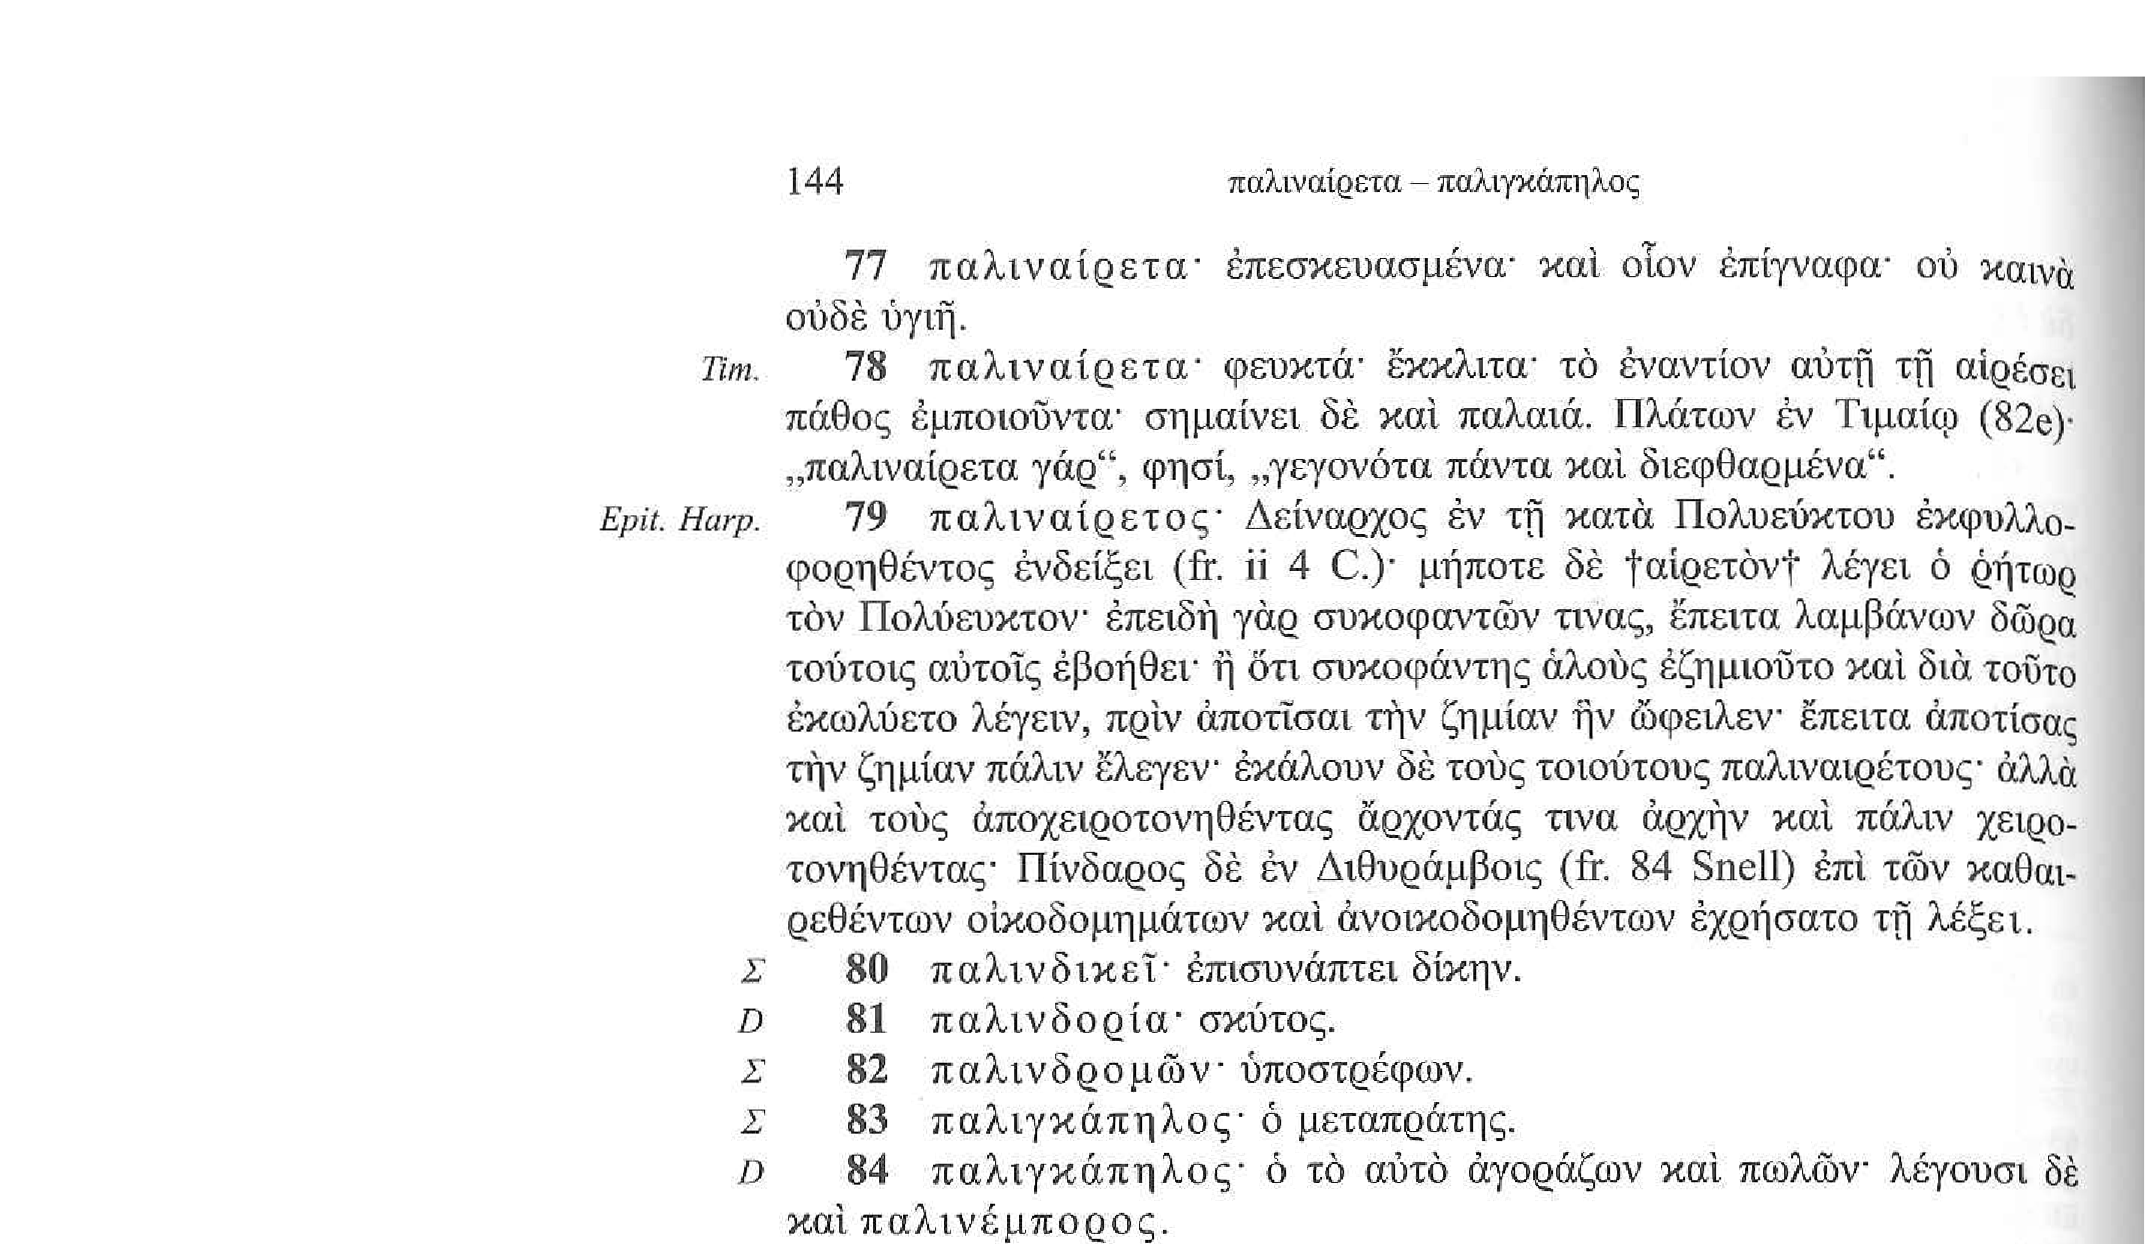 144 παλιναίρετα – παλιγκάπηλος
77 παλιναίρετα· ἐπεσκευασμένα· καὶ οἷον ἐπίγναφα· οὐ καινὰ
οὐδὲ ὑγιῆ.
Tim. 78 παλιναίρετα· φευκτά· ἔκκλιτα· τὸ ἐναντίον αὐτῇ τῇ αἱρέσει
πάθος ἐμποιοῦντα· σημαίνει δὲ καὶ παλαιά. Πλάτων ἐν Τιμαίῳ (82e)·
„παλιναίρετα γάρ“, φησί, „γεγονότα πάντα καὶ διεφθαρμένα“.
Epit. Harp. 79 παλιναίρετος· Δείναρχος ἐν τῇ κατὰ Πολυεύκτου ἐκφυλλο-
φορηθέντος ἐνδείξει (fr. ii 4 C.)· μήποτε δὲ †αἱρετὸν† λέγει ὁ ῥήτωρ
τὸν Πολύευκτον· ἐπειδὴ γὰρ συκοφαντῶν τινας, ἔπειτα λαμβάνων δῶρα
τούτοις αὐτοῖς ἐβοήθει· ἢ ὅτι συκοφάντης ἁλοὺς ἐζημιοῦτο καὶ διὰ τοῦτο
ἐκωλύετο λέγειν, πρὶν ἀποτῖσαι τὴν ζημίαν ἣν ὤφειλεν· ἔπειτα ἀποτίσας
τὴν ζημίαν πάλιν ἔλεγεν· ἐκάλουν δὲ τοὺς τοιούτους παλιναιρέτους· ἀλλὰ
καὶ τοὺς ἀποχειροτονηθέντας ἄρχοντάς τινα ἀρχὴν καὶ πάλιν χειρο-
τονηθέντας· Πίνδαρος δὲ ἐν Διθυράμβοις (fr. 84 Snell) ἐπὶ τῶν καθαι-
ρεθέντων οἰκοδομημάτων καὶ ἀνοικοδομηθέντων ἐχρήσατο τῇ λέξει.
Σ 80 παλινδικεῖ· ἐπισυνάπτει δίκην.
D 81 παλινδορία· σκύτος.
Σ 82 παλινδρομῶν· ὑποστρέφων.
Σ 83 παλιγκάπηλος· ὁ μεταπράτης.
D 84 παλιγκάπηλος· ὁ τὸ αὐτὸ ἀγοράζων καὶ πωλῶν· λέγουσι δὲ
καὶ παλινέμπορος.